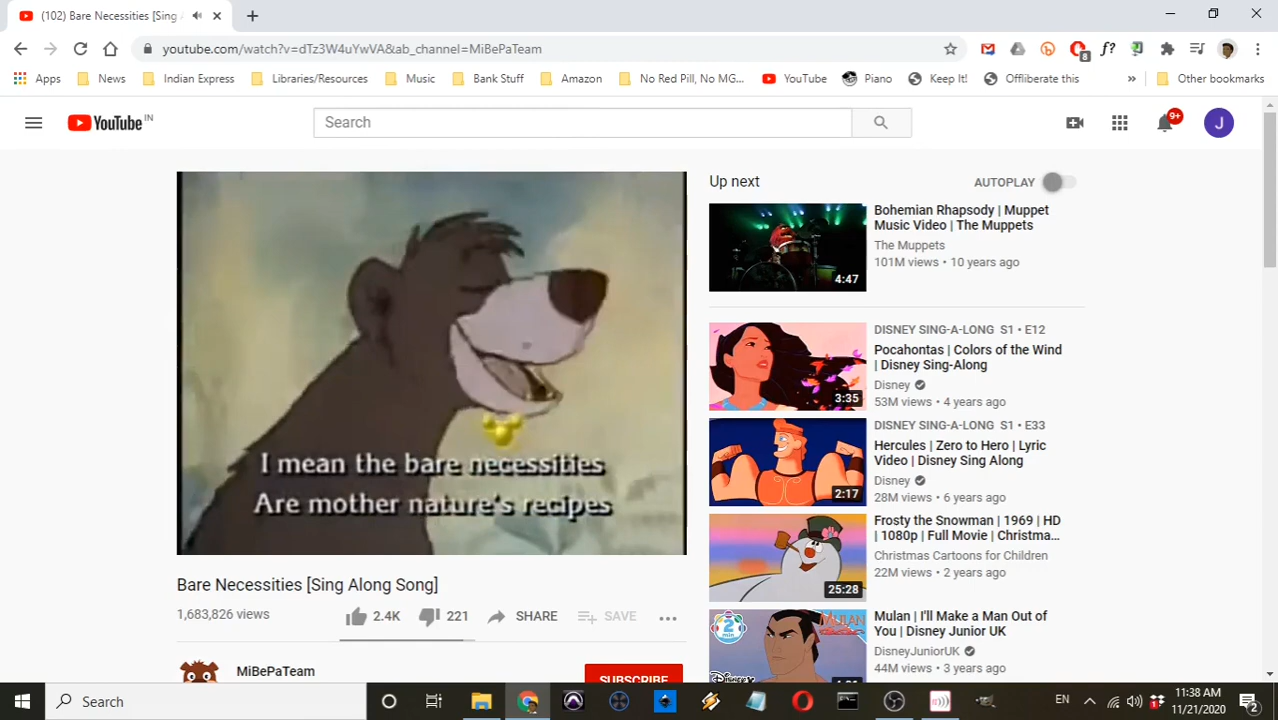 (102) Bare Necessities [Sing
youtube.com/watch?v=dTz3W4uYwVA&ab_channel=MiBePaTeam
8
f?
Apps News Indian Express Libraries/Resources Music Bank Stuff Amazon No Red Pill, No MG... YouTube Piano Keep It! Offliberate this » Other bookmarks
YouTube IN
Search
9+
J
I mean the bare necessities
Are mother nature's recipes
Bare Necessities [Sing Along Song]
1,683,826 views
2.4K 221 SHARE SAVE
MiBePaTeam
SUBSCRIBE
Up next
AUTOPLAY
Bohemian Rhapsody | Muppet
Music Video | The Muppets
The Muppets
101M views • 10 years ago
4:47
DISNEY SING-A-LONG S1 • E12
Pocahontas | Colors of the Wind
| Disney Sing-Along
Disney
53M views • 4 years ago
3:35
DISNEY SING-A-LONG S1 • E33
Hercules | Zero to Hero | Lyric
Video | Disney Sing Along
Disney
28M views • 6 years ago
2:17
Frosty the Snowman | 1969 | HD
| 1080p | Full Movie | Christma...
Christmas Cartoons for Children
22M views • 2 years ago
25:28
Mulan | I'll Make a Man Out of
You | Disney Junior UK
DisneyJuniorUK
44M views • 3 years ago
2
min
MULAN
Search
EN
11:38 AM
11/21/2020
2